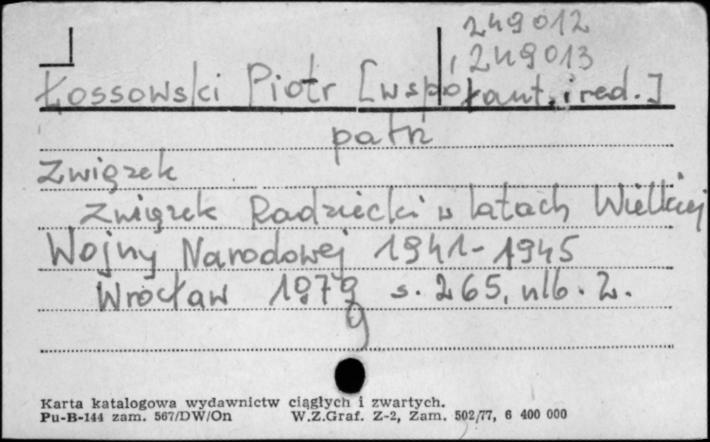 249012
249013
Łossowski Piotr [współaut. i red.]
patrz
Związek
Związek Radziecki w latach Wielkiej
Wojny Narodowej 1941-1945
Wrocław 1979 s. 265, nlb. 2.
9
Karta katalogowa wydawnictw ciągłych i zwartych.
Pu-B-144 zam. 567/DW/On W.Z.Graf. Z-2, Zam. 502/77, 6 400 000